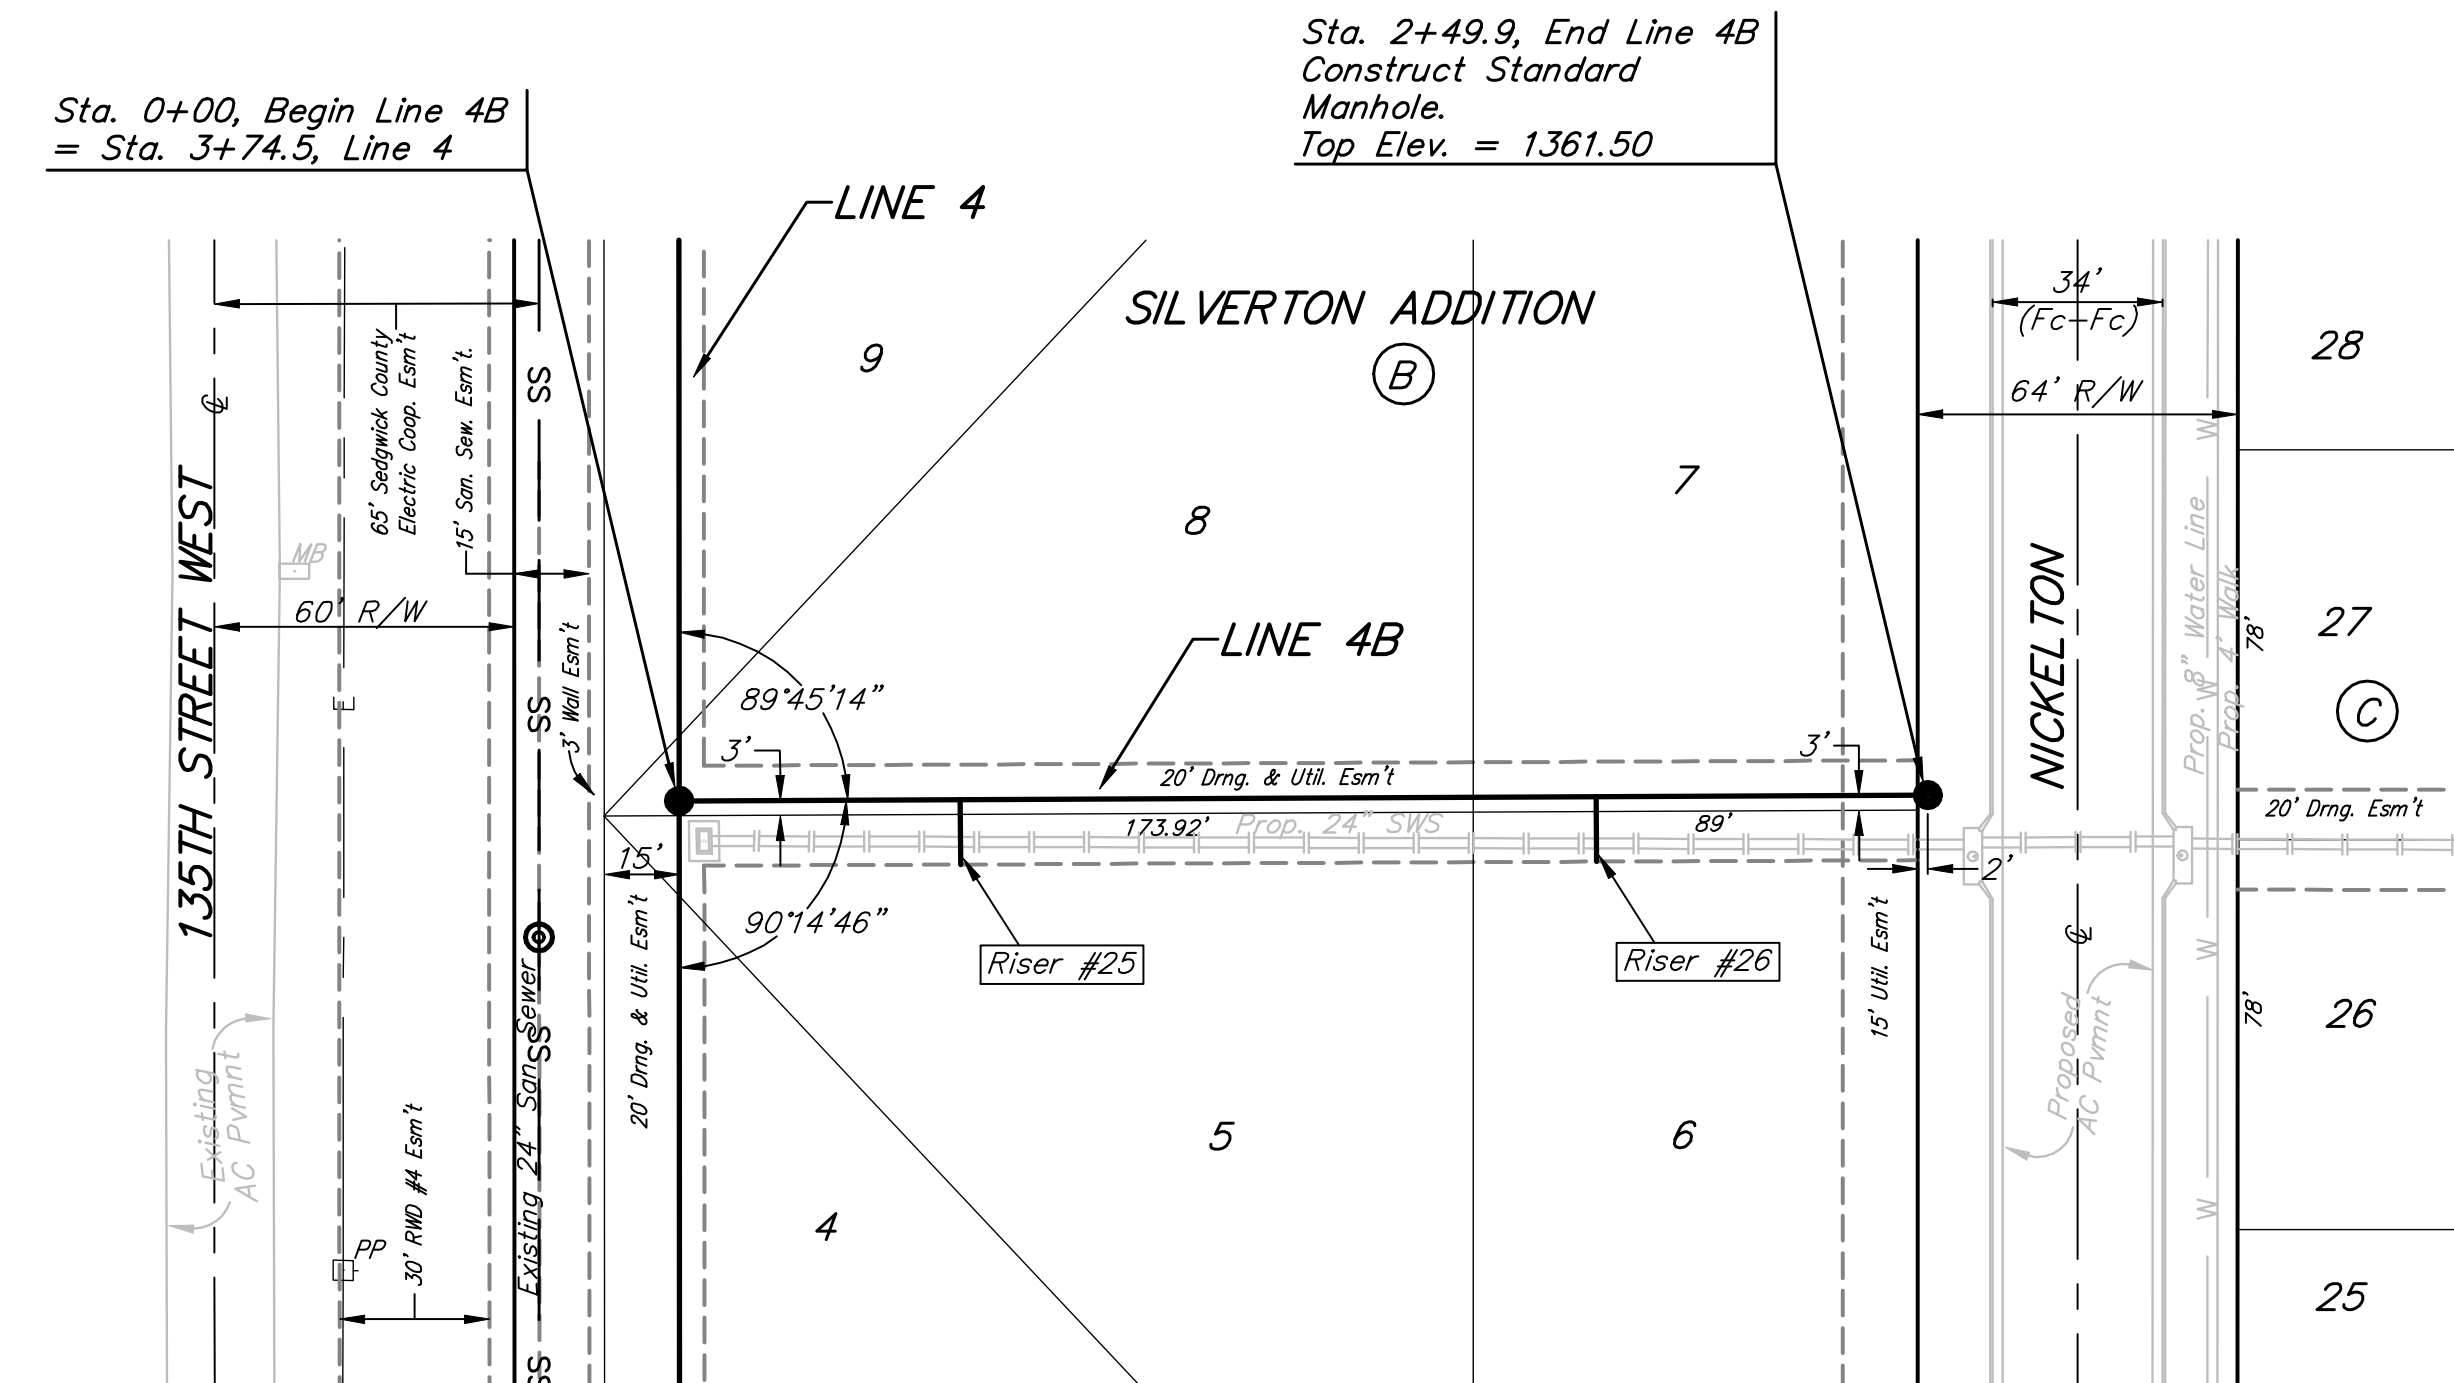 Sta. 2+49.9, End Line 4B
Construct Standard
Manhole.
Top Elev. = 1361.50
Sta. 0+00, Begin Line 4B
= Sta. 3+74.5, Line 4
LINE 4
SILVERTON ADDITION
B
9
8
7
34'
(Fc-Fc)
64' R/W
28
65' Sedgwick County
Electric Coop. Esm't
15' San. Sew. Esm't.
SS
℄
135TH STREET WEST
MB
60' R/W
E
SS
3' Wall Esm't
LINE 4B
89°45'14"
3'
20' Drng. & Util. Esm't
3'
NICKELTON
W
Prop. 8" Water Line
W
Prop. 4' Walk
78'
27
C
20' Drng. Esm't
173.92'
Prop. 24" SWS
89'
15'
2'
90°14'46"
Riser #25
Riser #26
20' Drng. & Util. Esm't
15' Util. Esm't
℄
W
78'
26
Existing 24" San. Sewer
SS
Existing
AC Pvmnt
Proposed
AC Pvmnt
30' RWD #4 Esm't
PP
5
6
4
W
25
SS